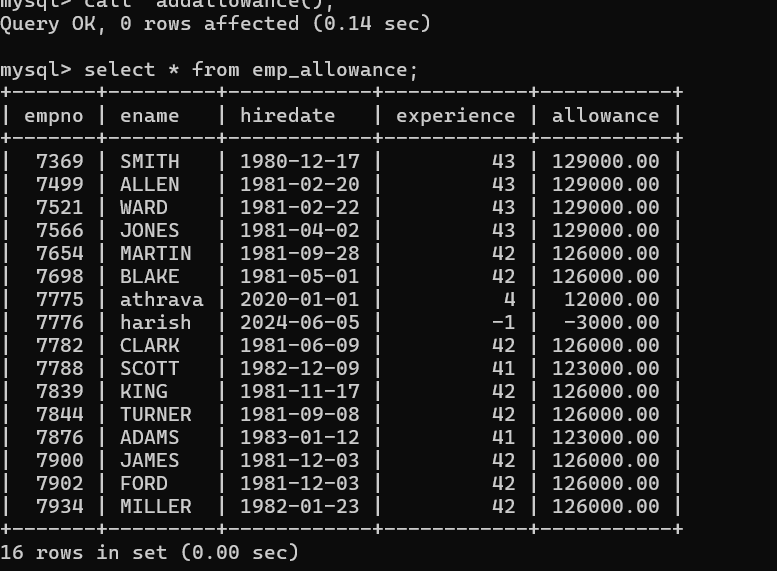 mysql> call  addallowance();
Query OK, 0 rows affected (0.14 sec)
mysql> select * from emp_allowance;
+-------+---------+------------+------------+-----------+
| empno | ename   | hiredate   | experience | allowance |
+-------+---------+------------+------------+-----------+
|  7369 | SMITH   | 1980-12-17 |         43 | 129000.00 |
|  7499 | ALLEN   | 1981-02-20 |         43 | 129000.00 |
|  7521 | WARD    | 1981-02-22 |         43 | 129000.00 |
|  7566 | JONES   | 1981-04-02 |         43 | 129000.00 |
|  7654 | MARTIN  | 1981-09-28 |         42 | 126000.00 |
|  7698 | BLAKE   | 1981-05-01 |         42 | 126000.00 |
|  7775 | athrava | 2020-01-01 |          4 |  12000.00 |
|  7776 | harish  | 2024-06-05 |         -1 |  -3000.00 |
|  7782 | CLARK   | 1981-06-09 |         42 | 126000.00 |
|  7788 | SCOTT   | 1982-12-09 |         41 | 123000.00 |
|  7839 | KING    | 1981-11-17 |         42 | 126000.00 |
|  7844 | TURNER  | 1981-09-08 |         42 | 126000.00 |
|  7876 | ADAMS   | 1983-01-12 |         41 | 123000.00 |
|  7900 | JAMES   | 1981-12-03 |         42 | 126000.00 |
|  7902 | FORD    | 1981-12-03 |         42 | 126000.00 |
|  7934 | MILLER  | 1982-01-23 |         42 | 126000.00 |
+-------+---------+------------+------------+-----------+
16 rows in set (0.00 sec)